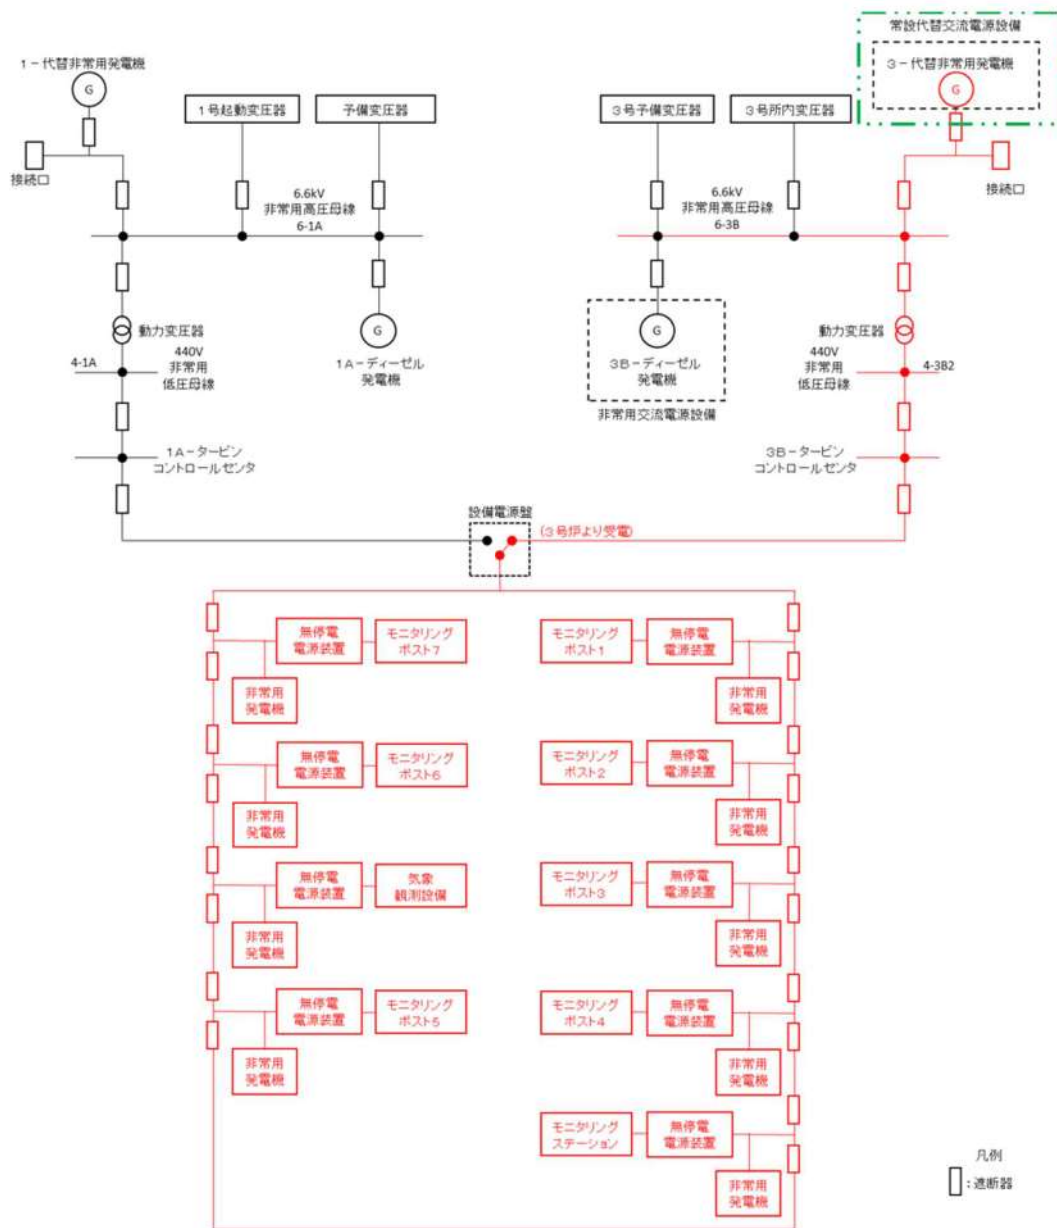 常設代替交流電源設備
1－代替非常用発電機
G
3－代替非常用発電機
G
1号起動変圧器
予備変圧器
3号予備変圧器
3号所内変圧器
接続口
接続口
6.6kV
非常用高圧母線
6-1A
6.6kV
非常用高圧母線
6-3B
動力変圧器
G
1A－ディーゼル
発電機
G
3B－ディーゼル
発電機
非常用交流電源設備
動力変圧器
4-1A
440V
非常用
低圧母線
440V
非常用
低圧母線
4-3B2
1A－タービン
コントロールセンタ
3B－タービン
コントロールセンタ
設備電源盤
(3号炉より受電)
無停電
電源装置
モニタリング
ポスト7
モニタリング
ポスト1
無停電
電源装置
非常用
発電機
非常用
発電機
無停電
電源装置
モニタリング
ポスト6
モニタリング
ポスト2
無停電
電源装置
非常用
発電機
非常用
発電機
無停電
電源装置
気象
観測設備
モニタリング
ポスト3
無停電
電源装置
非常用
発電機
非常用
発電機
無停電
電源装置
モニタリング
ポスト5
モニタリング
ポスト4
無停電
電源装置
非常用
発電機
非常用
発電機
モニタリング
ステーション
無停電
電源装置
非常用
発電機
凡例
：遮断器